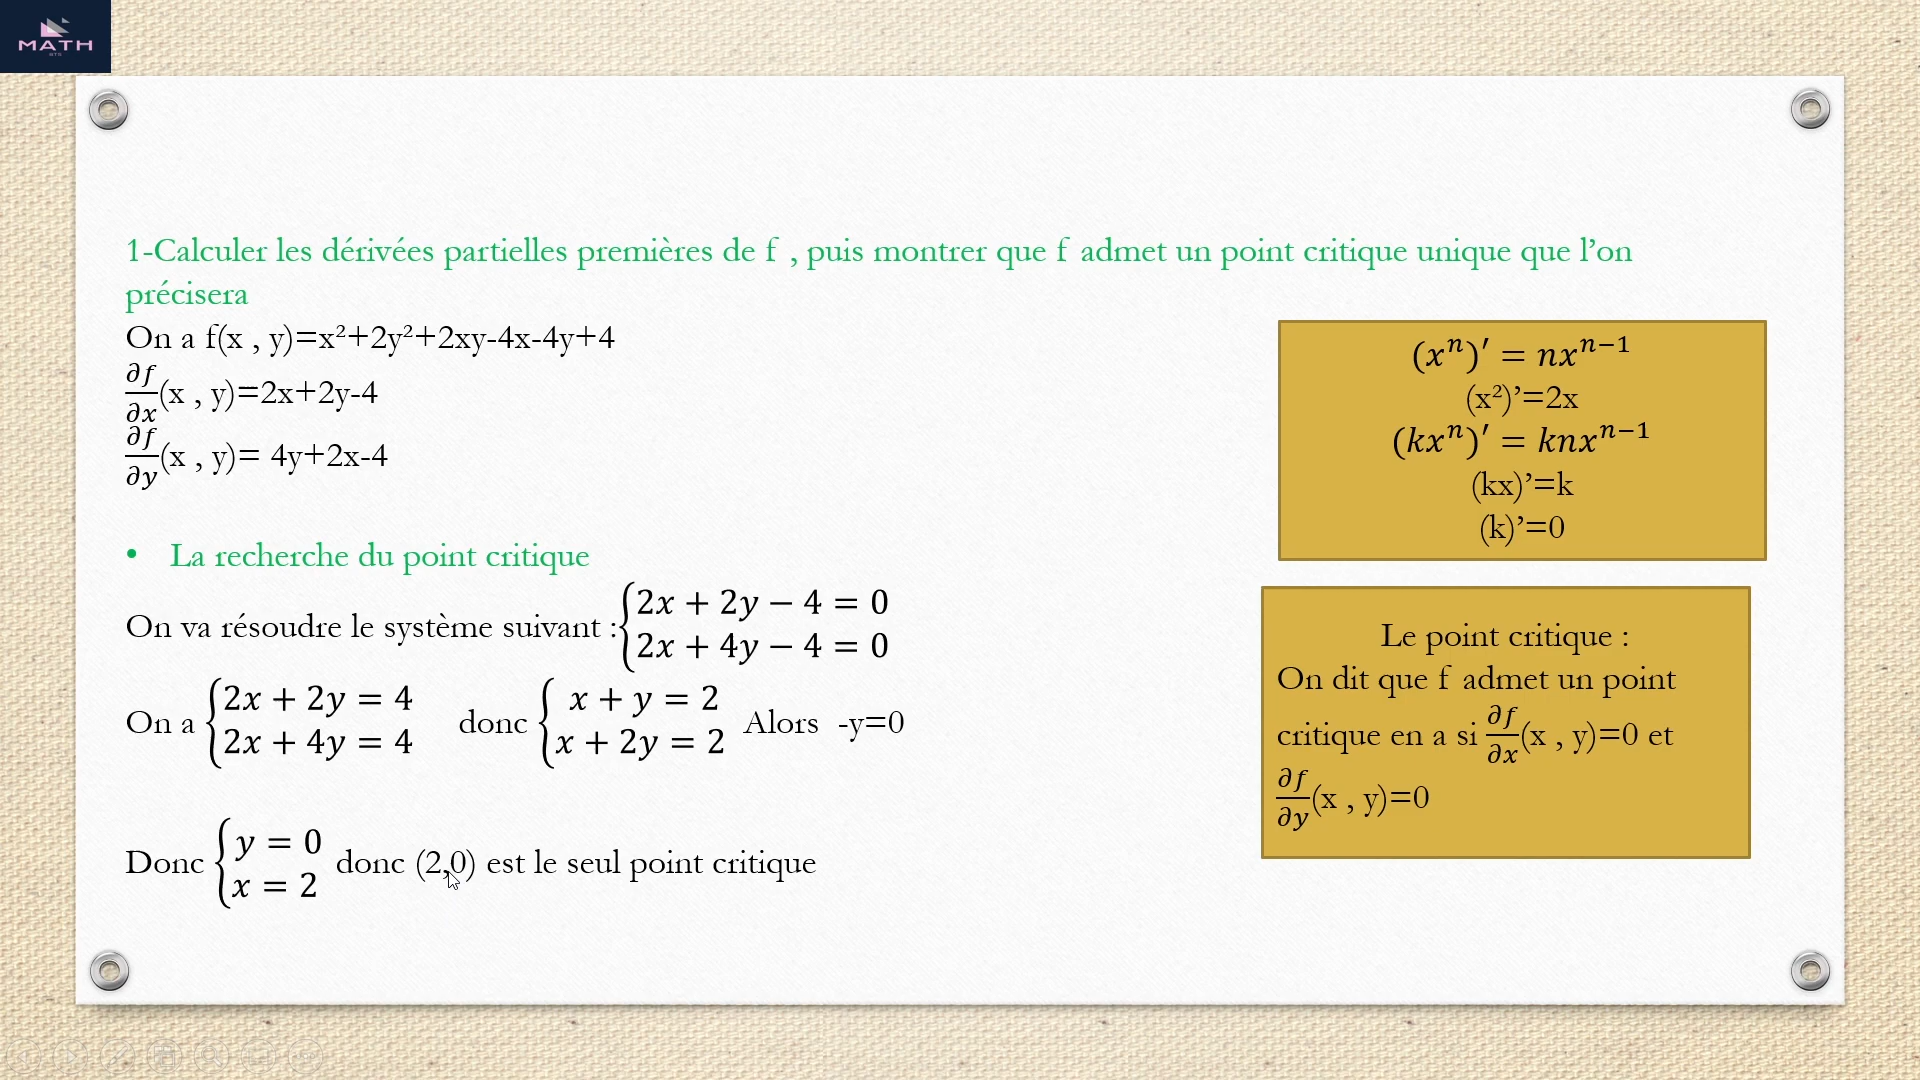 MATH
1-Calculer les dérivées partielles premières de f , puis montrer que f admet un point critique unique que l’on
précisera
On a f(x , y)=x²+2y²+2xy-4x-4y+4
∂f/∂x(x , y)=2x+2y-4
∂f/∂y(x , y)= 4y+2x-4
• La recherche du point critique
On va résoudre le système suivant :{2x + 2y − 4 = 0
2x + 4y − 4 = 0
On a {2x + 2y = 4
2x + 4y = 4 donc {x + y = 2
x + 2y = 2 Alors -y=0
Donc {y = 0
x = 2 donc (2,0) est le seul point critique
(xⁿ)′ = nxⁿ⁻¹
(x²)’=2x
(kxⁿ)′ = knxⁿ⁻¹
(kx)’=k
(k)’=0
Le point critique :
On dit que f admet un point
critique en a si ∂f/∂x(x , y)=0 et
∂f/∂y(x , y)=0